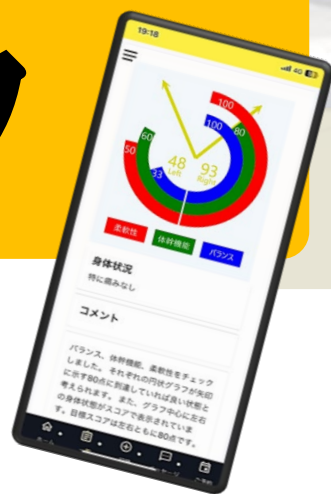 19:18
4G
100
100
80
60
50
33
48
Left
93
Right
柔軟性
体幹機能
バランス
身体状況
特に痛みなし
コメント
バランス、体幹機能、柔軟性をチェック
しました。 それぞれの円状グラフが矢印
に示す80点に到達していれば良い状態と
考えられます。 また、グラフ中心に左右
の身体状態がスコアで表示されていま
す。目標スコアは左右ともに80点です。
ホーム